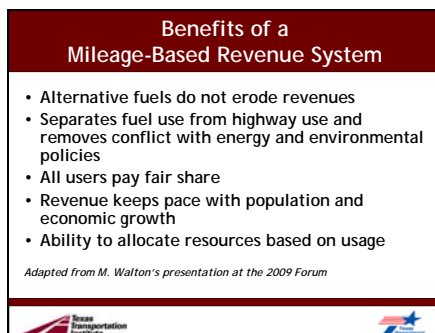 Benefits of a
Mileage-Based Revenue System
• Alternative fuels do not erode revenues
• Separates fuel use from highway use and
removes conflict with energy and environmental
policies
• All users pay fair share
• Revenue keeps pace with population and
economic growth
• Ability to allocate resources based on usage
Adapted from M. Walton's presentation at the 2009 Forum
Texas
Transportation
Institute